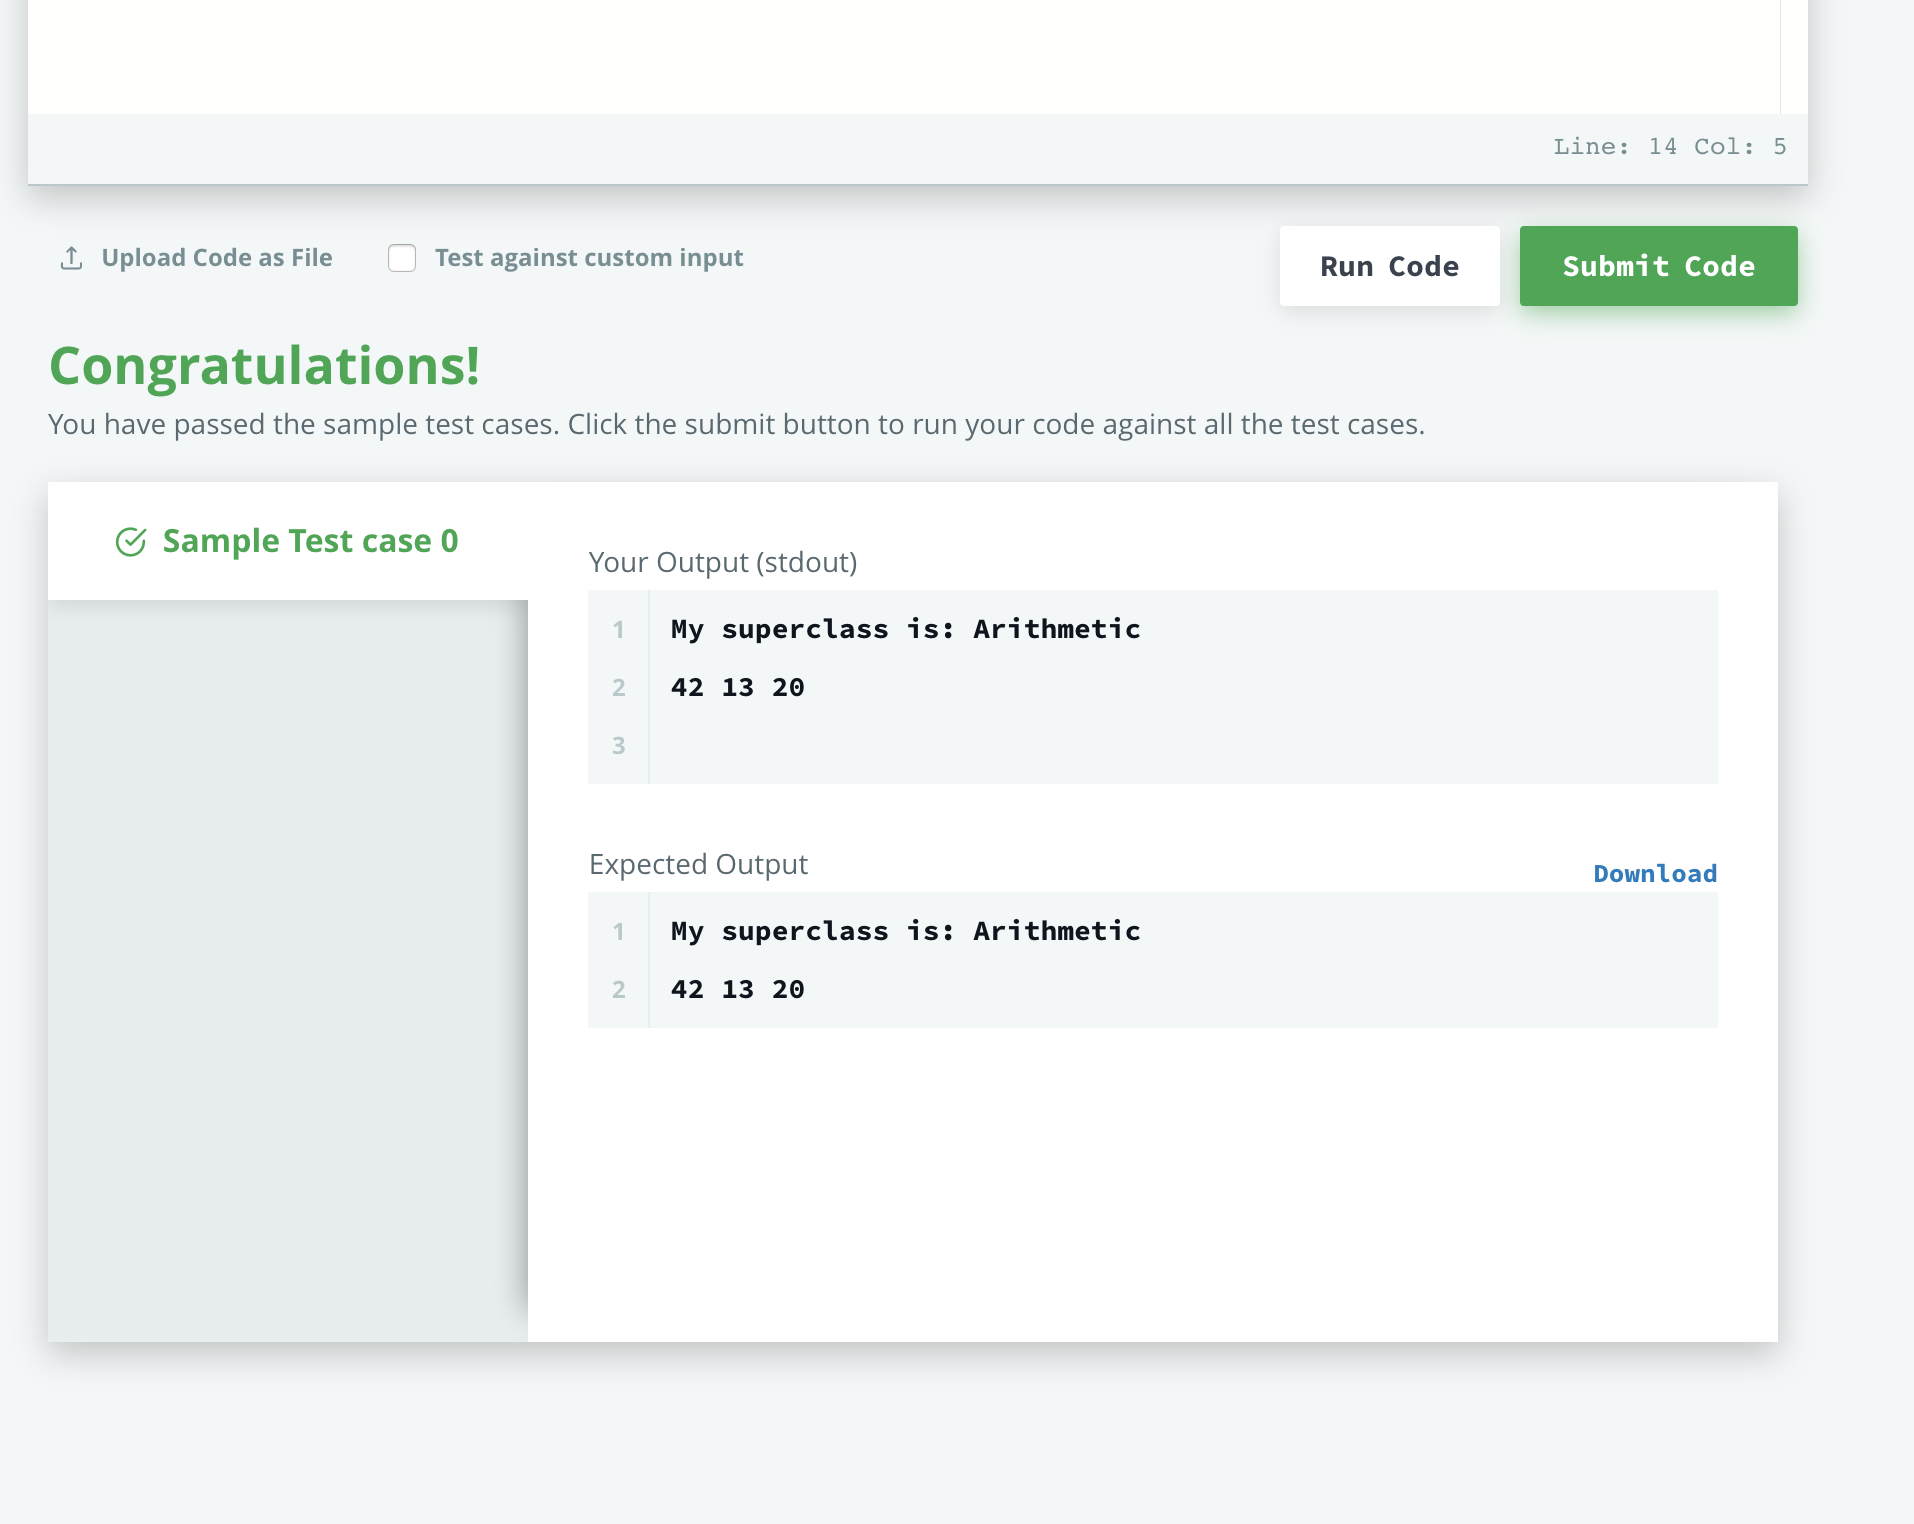 Line: 14 Col: 5
Upload Code as File
Test against custom input
Run Code
Submit Code
Congratulations!
You have passed the sample test cases. Click the submit button to run your code against all the test cases.
Sample Test case 0
Your Output (stdout)
1 My superclass is: Arithmetic
2 42 13 20
3
Expected Output
Download
1 My superclass is: Arithmetic
2 42 13 20